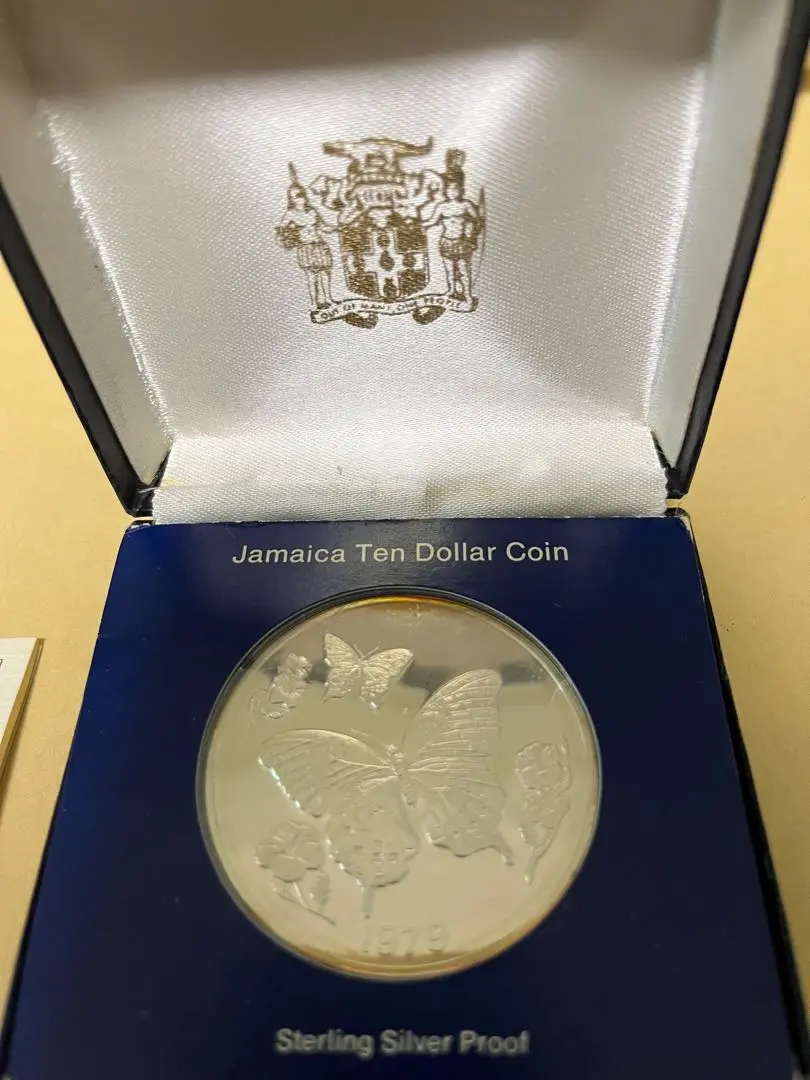 OUT OF MANY, ONE PEOPLE
Jamaica Ten Dollar Coin
1979
Sterling Silver Proof